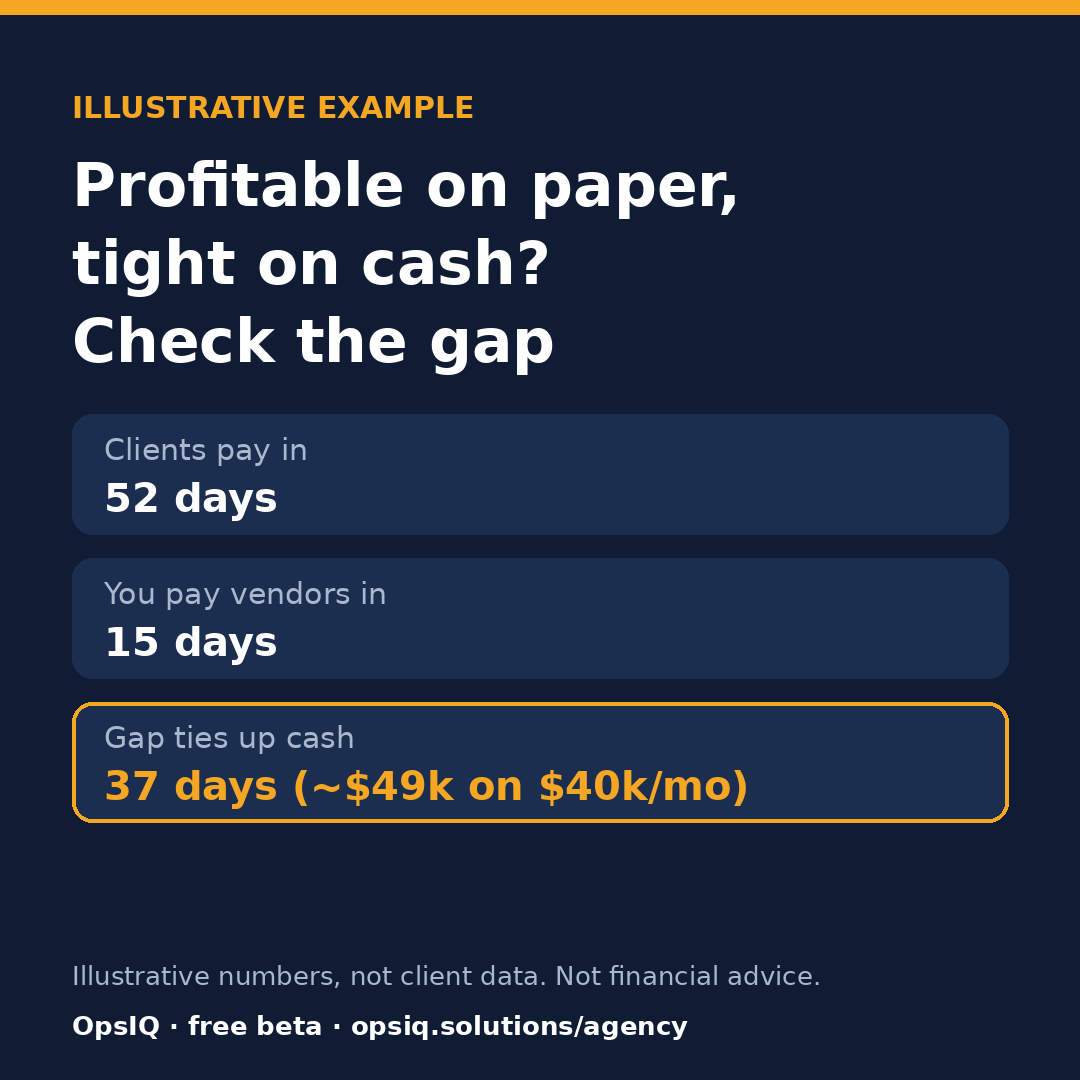 ILLUSTRATIVE EXAMPLE
Profitable on paper,
tight on cash?
Check the gap
Clients pay in
52 days
You pay vendors in
15 days
Gap ties up cash
37 days (~$49k on $40k/mo)
Illustrative numbers, not client data. Not financial advice.
OpsIQ · free beta · opsiq.solutions/agency